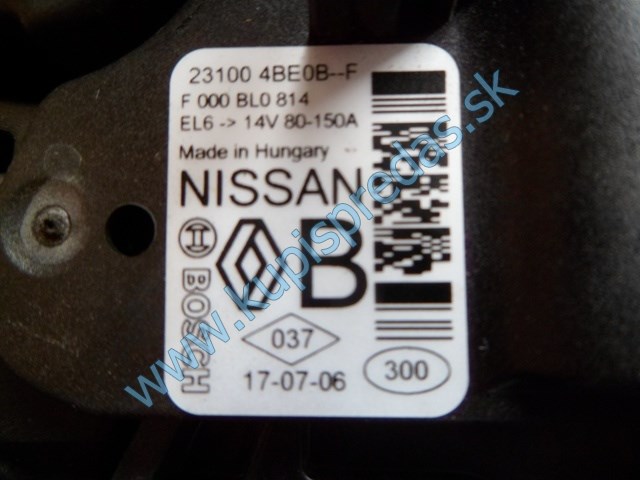 23100 4BE0B--F
F 000 BL0 814
EL6 -> 14V 80-150A
Made in Hungary
NISSAN
BOSCH
B
037
17-07-06
300
www.kupispredas.sk